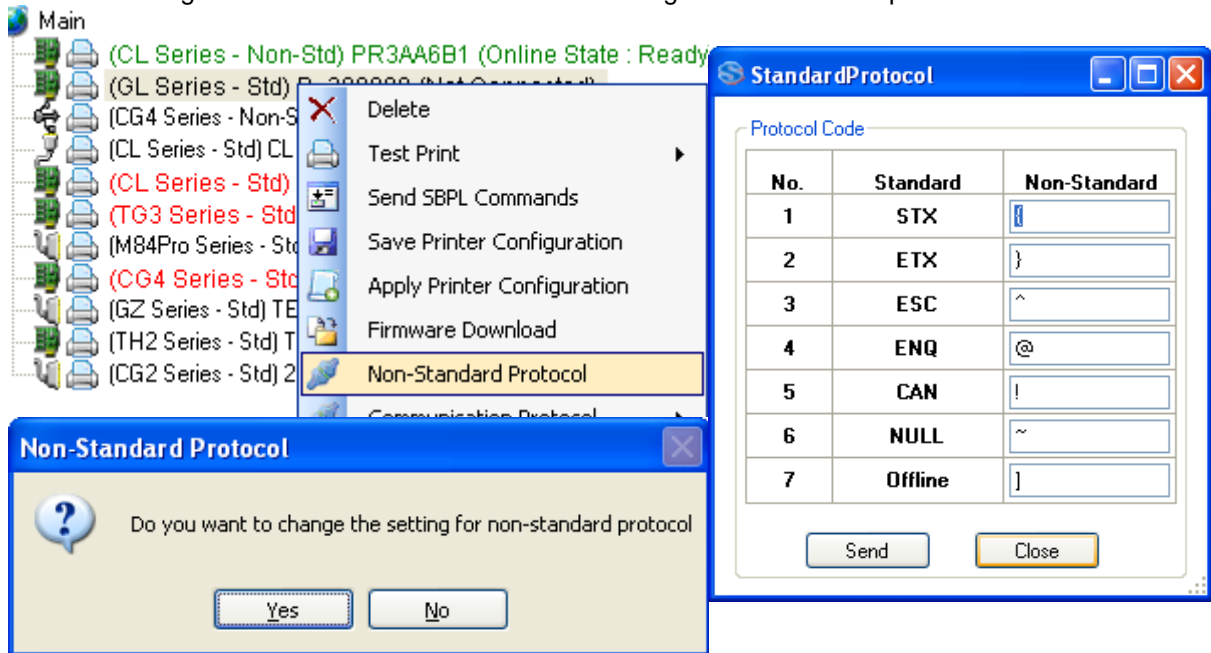 Main
(CL Series - Non-Std) PR3AA6B1 (Online State : Ready
(GL Series - Std)
(CG4 Series - Non-S
(CL Series - Std) CL
(CL Series - Std)
(TG3 Series - Std
(M84Pro Series - Std
(CG4 Series - Std
(GZ Series - Std) TE
(TH2 Series - Std) T
(CG2 Series - Std) 2
Delete
Test Print
Send SBPL Commands
Save Printer Configuration
Apply Printer Configuration
Firmware Download
Non-Standard Protocol
Communication Protocol
Non-Standard Protocol
Do you want to change the setting for non-standard protocol
Yes No
StandardProtocol
Protocol Code
No. Standard Non-Standard
1 STX {
2 ETX }
3 ESC ^
4 ENQ @
5 CAN !
6 NULL ~
7 Offline ]
Send Close